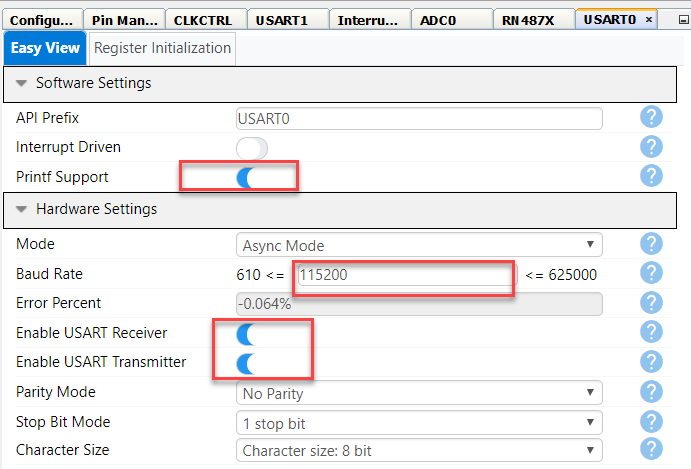 Configu... Pin Man... CLKCTRL USART1 Interru... ADC0 RN487X USART0 ×
Easy View Register Initialization
Software Settings
API Prefix USART0 ?
Interrupt Driven ?
Printf Support ?
Hardware Settings
Mode Async Mode ?
Baud Rate 610 <= 115200 <= 625000 ?
Error Percent -0.064% ?
Enable USART Receiver ?
Enable USART Transmitter ?
Parity Mode No Parity ?
Stop Bit Mode 1 stop bit ?
Character Size Character size: 8 bit ?